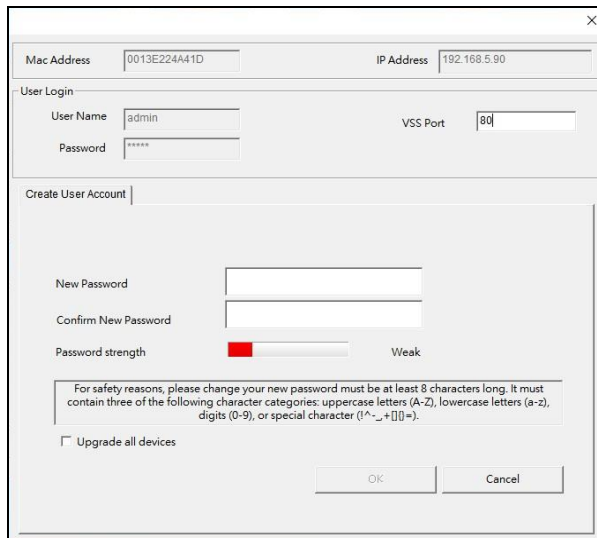 Mac Address 0013E224A41D IP Address 192.168.5.90
User Login
User Name admin VSS Port 80
Password *****
Create User Account
New Password
Confirm New Password
Password strength Weak
For safety reasons, please change your new password must be at least 8 characters long. It must
contain three of the following character categories: uppercase letters (A-Z), lowercase letters (a-z),
digits (0-9), or special character (!^-_,+[]{}=).
Upgrade all devices
OK Cancel